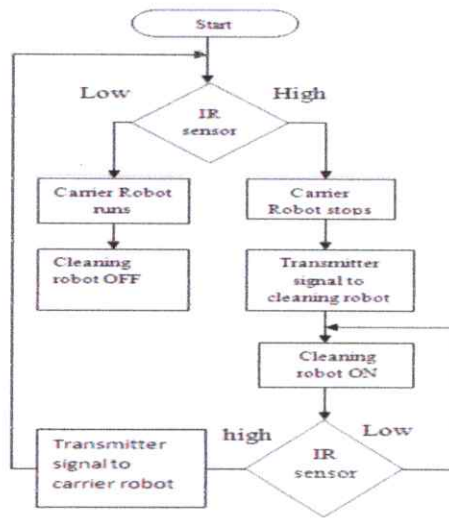 Start
Low
High
IR
sensor
Carrier Robot
runs
Carrier
Robot stops
Cleaning
robot OFF
Transmitter
signal to
cleaning robot
Cleaning
robot ON
Transmitter
signal to
carrier robot
high
Low
IR
sensor